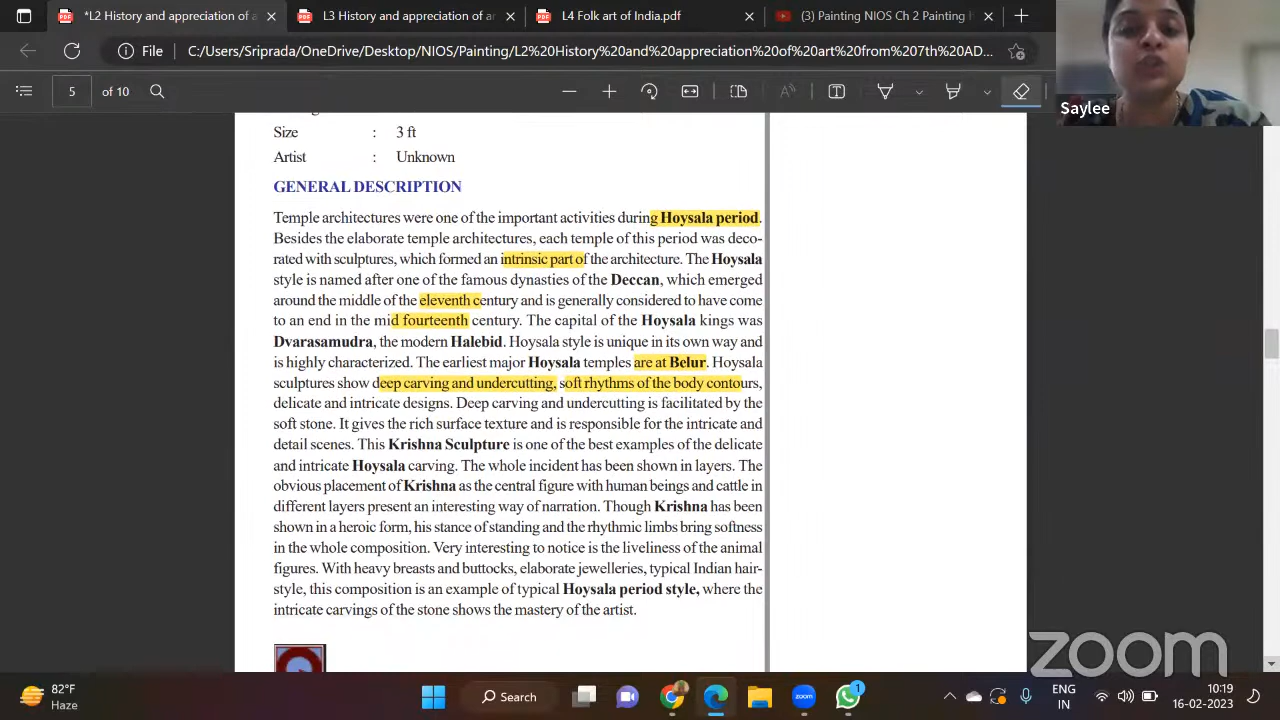 *L2 History and appreciation of a
L3 History and appreciation of ar
L4 Folk art of India.pdf
(3) Painting NIOS Ch 2 Painting
File
C:/Users/Sriprada/OneDrive/Desktop/NIOS/Painting/L2%20History%20and%20appreciation%20of%20art%20from%207th%20AD...
5 of 10
Saylee
Size : 3 ft
Artist : Unknown
GENERAL DESCRIPTION
Temple architectures were one of the important activities during Hoysala period.
Besides the elaborate temple architectures, each temple of this period was deco-
rated with sculptures, which formed an intrinsic part of the architecture. The Hoysala
style is named after one of the famous dynasties of the Deccan, which emerged
around the middle of the eleventh century and is generally considered to have come
to an end in the mid fourteenth century. The capital of the Hoysala kings was
Dvarasamudra, the modern Halebid. Hoysala style is unique in its own way and
is highly characterized. The earliest major Hoysala temples are at Belur. Hoysala
sculptures show deep carving and undercutting, soft rhythms of the body contours,
delicate and intricate designs. Deep carving and undercutting is facilitated by the
soft stone. It gives the rich surface texture and is responsible for the intricate and
detail scenes. This Krishna Sculpture is one of the best examples of the delicate
and intricate Hoysala carving. The whole incident has been shown in layers. The
obvious placement of Krishna as the central figure with human beings and cattle in
different layers present an interesting way of narration. Though Krishna has been
shown in a heroic form, his stance of standing and the rhythmic limbs bring softness
in the whole composition. Very interesting to notice is the liveliness of the animal
figures. With heavy breasts and buttocks, elaborate jewelleries, typical Indian hair-
style, this composition is an example of typical Hoysala period style, where the
intricate carvings of the stone shows the mastery of the artist.
zoom
82°F
Haze
Search
zoom
1
ENG
IN
10:19
16-02-2023